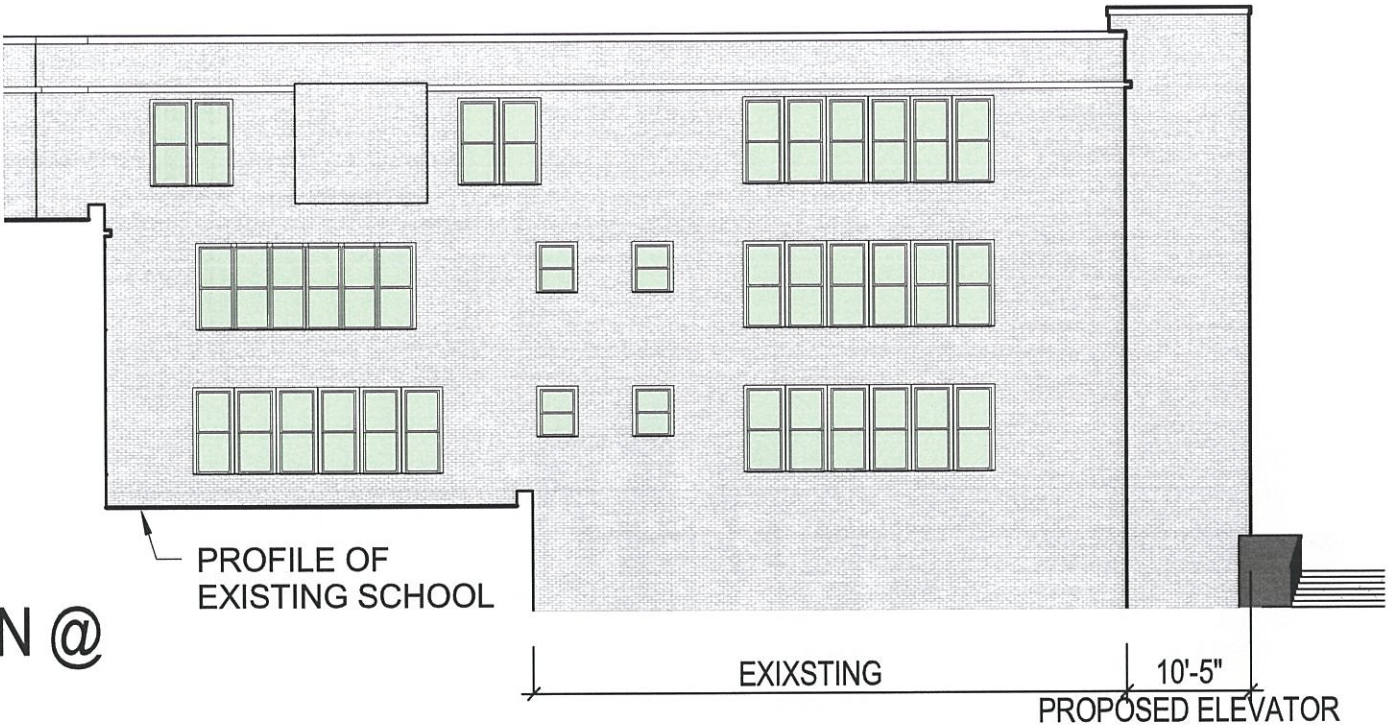 PROFILE OF
EXISTING SCHOOL
N @
EXIXSTING
10'-5"
PROPOSED ELEVATOR